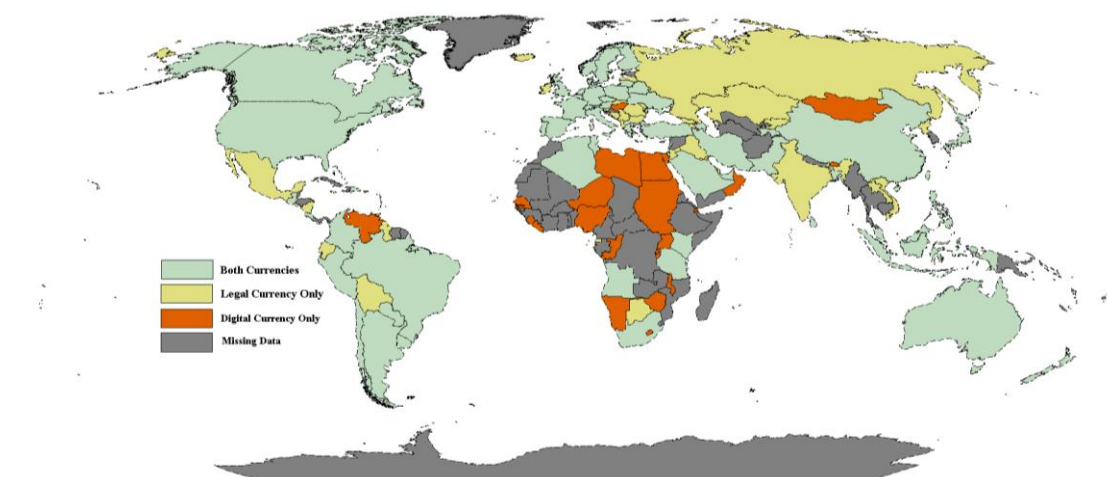 Both Currencies
Legal Currency Only
Digital Currency Only
Missing Data